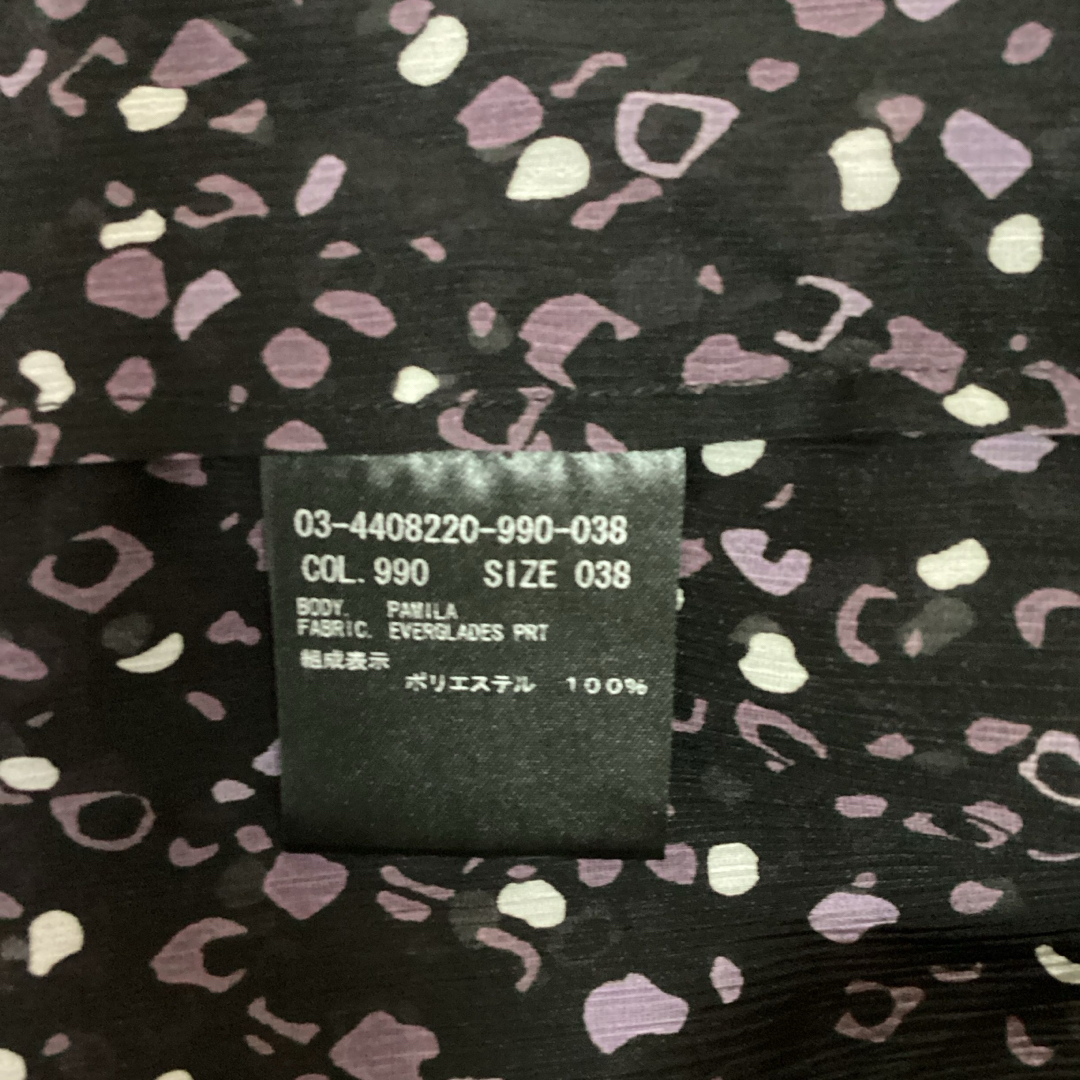 03-4408220-990-038
COL. 990 SIZE 038
BODY. PAMILA
FABRIC. EVERGLADES PRT
組成表示
ポリエステル 100%